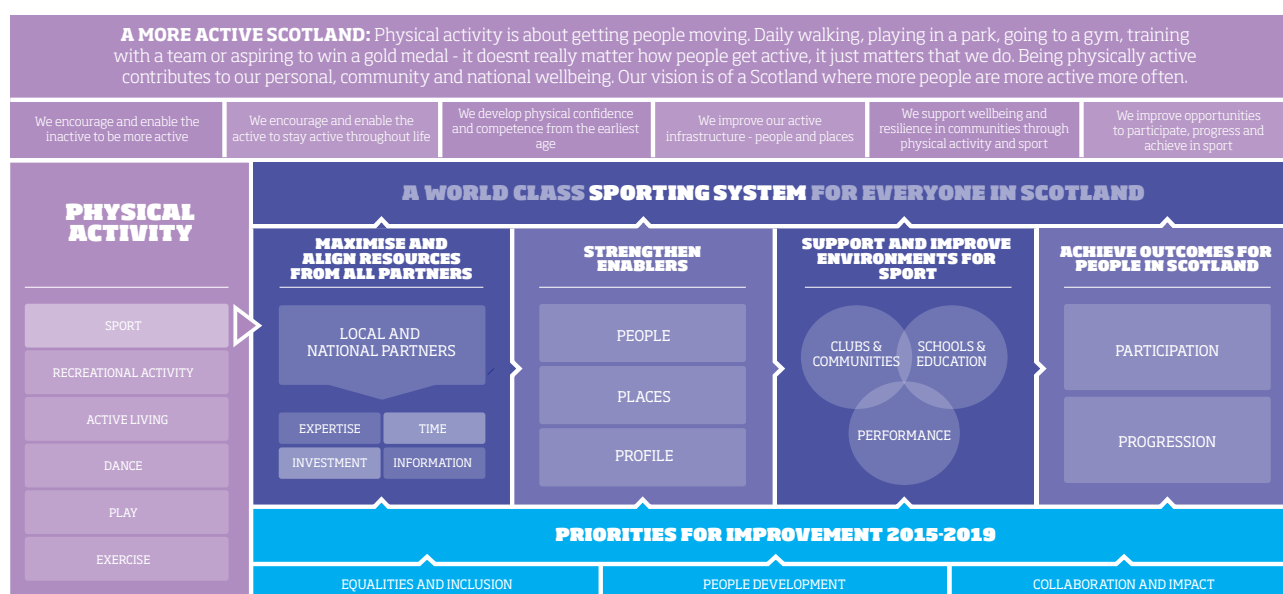 A MORE ACTIVE SCOTLAND: Physical activity is about getting people moving. Daily walking, playing in a park, going to a gym, training
with a team or aspiring to win a gold medal - it doesnt really matter how people get active, it just matters that we do. Being physically active
contributes to our personal, community and national wellbeing. Our vision is of a Scotland where more people are more active more often.
We encourage and enable the
inactive to be more active
We encourage and enable the
active to stay active throughout life
We develop physical confidence
and competence from the earliest
age
We improve our active
infrastructure - people and places
We support wellbeing and
resilience in communities through
physical activity and sport
We improve opportunities
to participate, progress and
achieve in sport
PHYSICAL
ACTIVITY
SPORT
RECREATIONAL ACTIVITY
ACTIVE LIVING
DANCE
PLAY
EXERCISE
A WORLD CLASS SPORTING SYSTEM FOR EVERYONE IN SCOTLAND
MAXIMISE AND
ALIGN RESOURCES
FROM ALL PARTNERS
LOCAL AND
NATIONAL PARTNERS
EXPERTISE
TIME
INVESTMENT
INFORMATION
STRENGTHEN
ENABLERS
PEOPLE
PLACES
PROFILE
SUPPORT AND IMPROVE
ENVIRONMENTS FOR
SPORT
CLUBS &
COMMUNITIES
SCHOOLS &
EDUCATION
PERFORMANCE
ACHIEVE OUTCOMES FOR
PEOPLE IN SCOTLAND
PARTICIPATION
PROGRESSION
PRIORITIES FOR IMPROVEMENT 2015-2019
EQUALITIES AND INCLUSION
PEOPLE DEVELOPMENT
COLLABORATION AND IMPACT